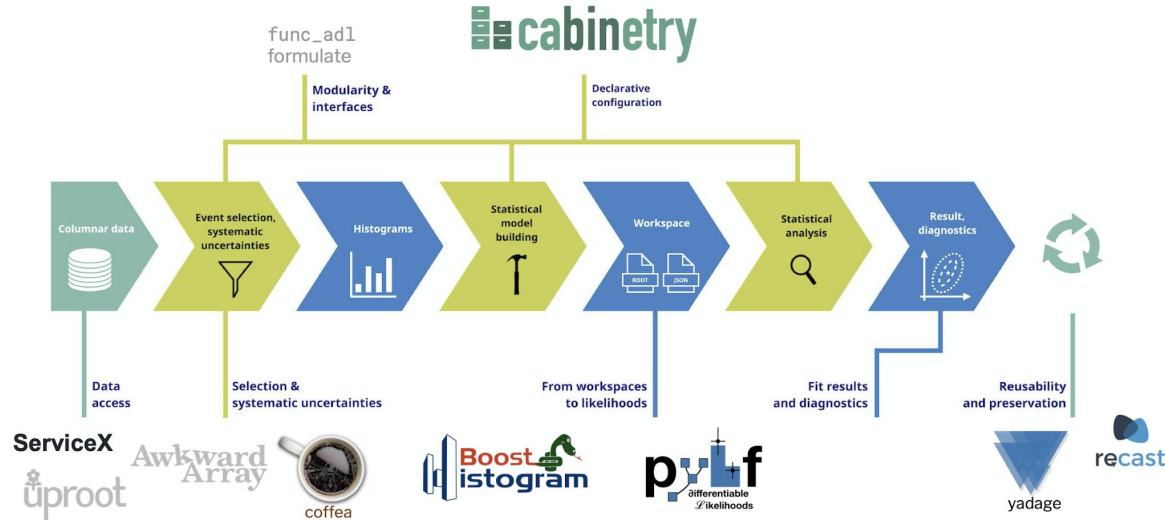 func_adl
formulate
cabinetry
Modularity &
interfaces
Declarative
configuration
Columnar data
Event selection,
systematic
uncertainties
Histograms
Statistical
model
building
Workspace
ROOT
JSON
Statistical
analysis
Result,
diagnostics
Data
access
Selection &
systematic uncertainties
From workspaces
to likelihoods
Fit results
and diagnostics
Reusability
and preservation
ServiceX
uproot
Awkward
Array
coffea
Boost
Histogram
pyhf
differentiable
Likelihoods
yadage
recast